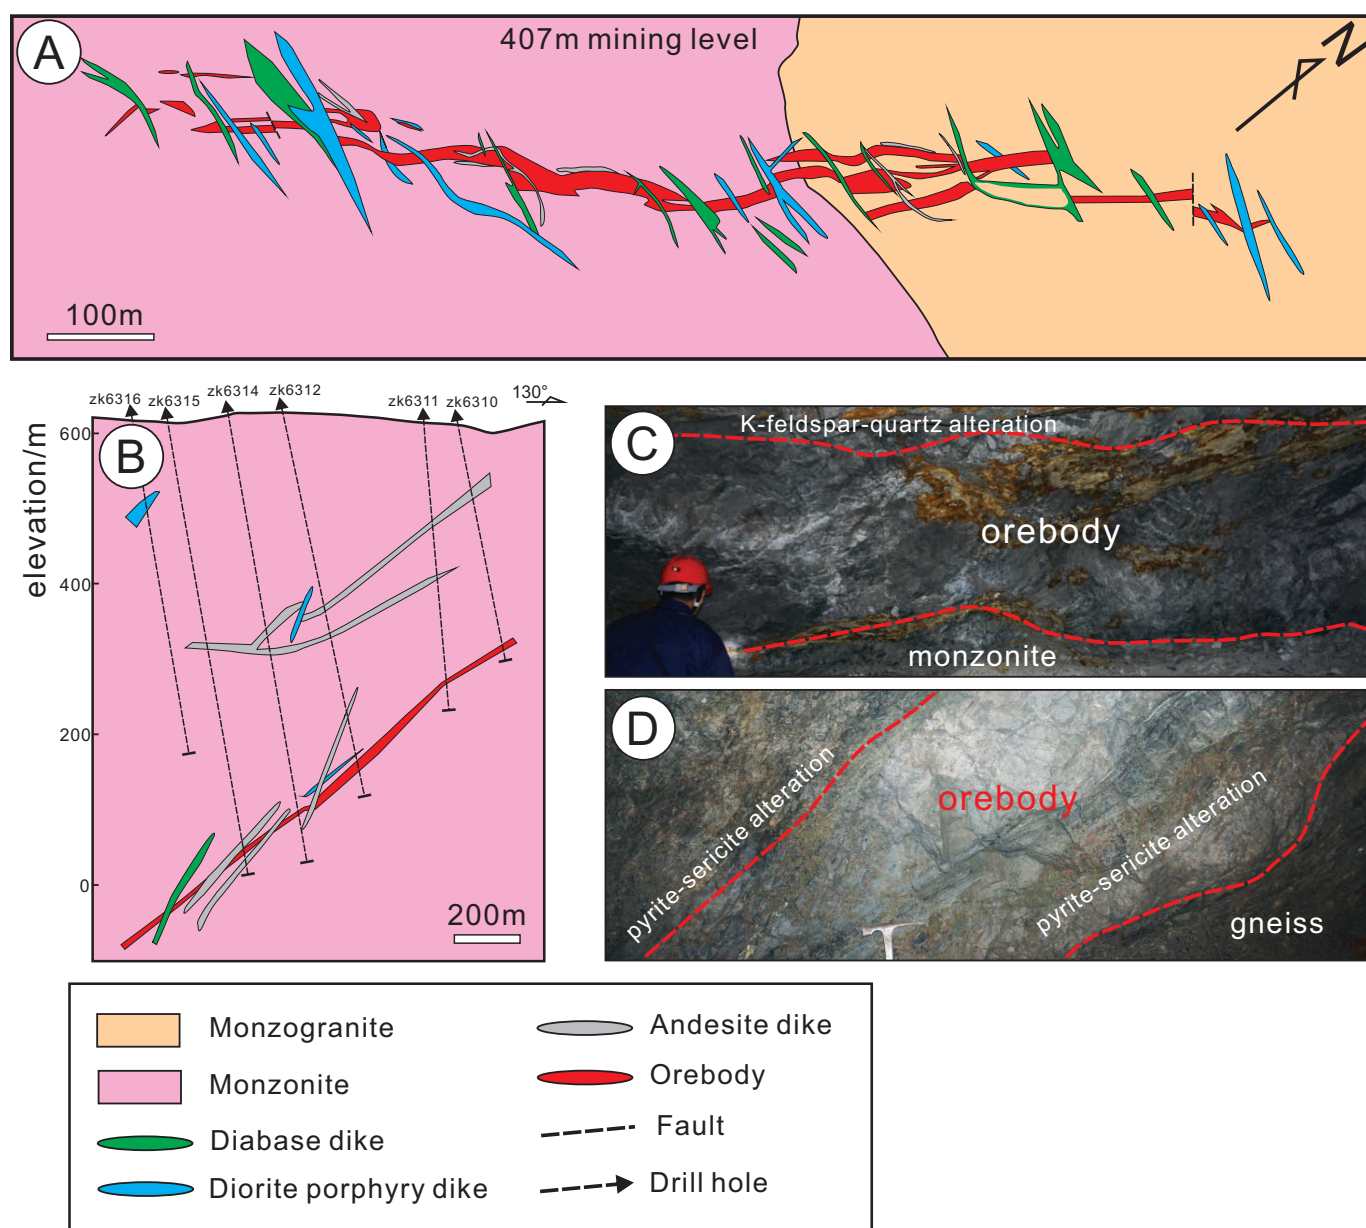 A
407m mining level
N
100m
zk6316
zk6315
zk6314
zk6312
zk6311
zk6310
130°
B
elevation/m
600
400
200
0
200m
C
K-feldspar-quartz alteration
orebody
monzonite
D
pyrite-sericite alteration
orebody
pyrite-sericite alteration
gneiss
Monzogranite
Monzonite
Diabase dike
Diorite porphyry dike
Andesite dike
Orebody
Fault
Drill hole